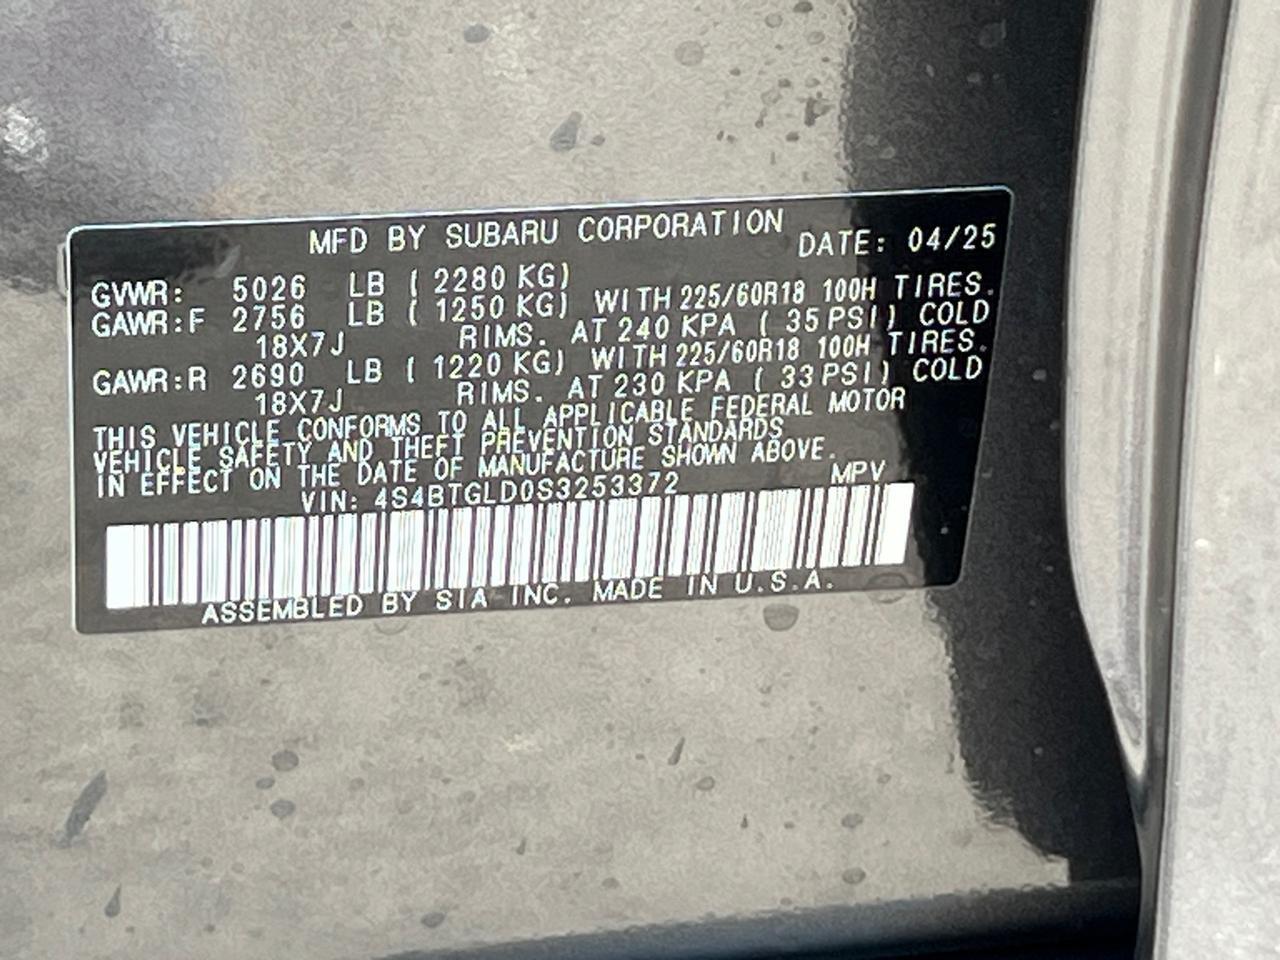 MFD BY SUBARU CORPORATION DATE: 04/25
GVWR: 5026 LB ( 2280 KG)
GAWR:F 2756 LB ( 1250 KG) WITH 225/60R18 100H TIRES.
18X7J RIMS. AT 240 KPA ( 35 PSI) COLD
GAWR:R 2690 LB ( 1220 KG) WITH 225/60R18 100H TIRES.
18X7J RIMS. AT 230 KPA ( 33 PSI) COLD
THIS VEHICLE CONFORMS TO ALL APPLICABLE FEDERAL MOTOR
VEHICLE SAFETY AND THEFT PREVENTION STANDARDS
IN EFFECT ON THE DATE OF MANUFACTURE SHOWN ABOVE.
VIN: 4S4BTGLD0S3253372 MPV
ASSEMBLED BY SIA INC. MADE IN U.S.A.